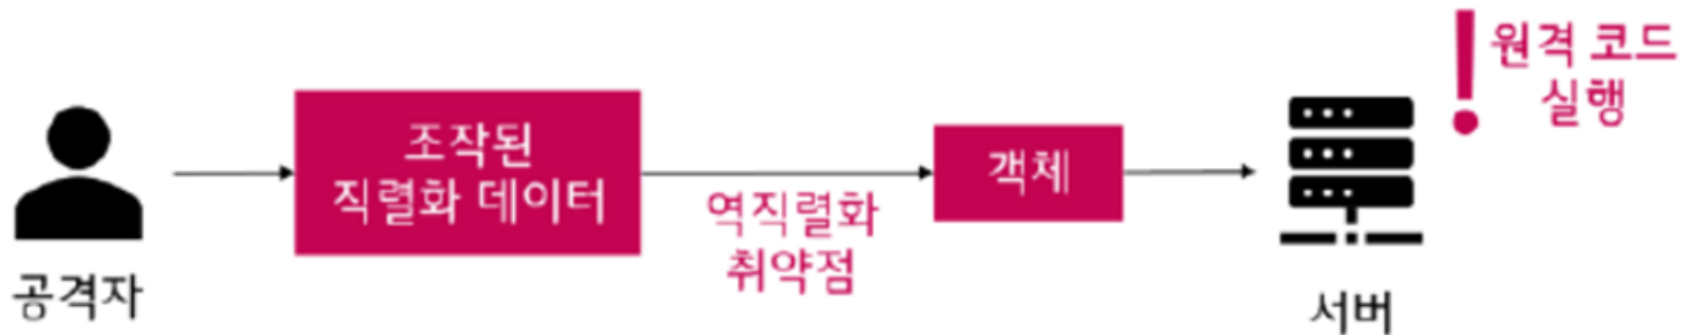 원격 코드
실행
조작된
직렬화 데이터
객체
역직렬화
취약점
공격자
서버